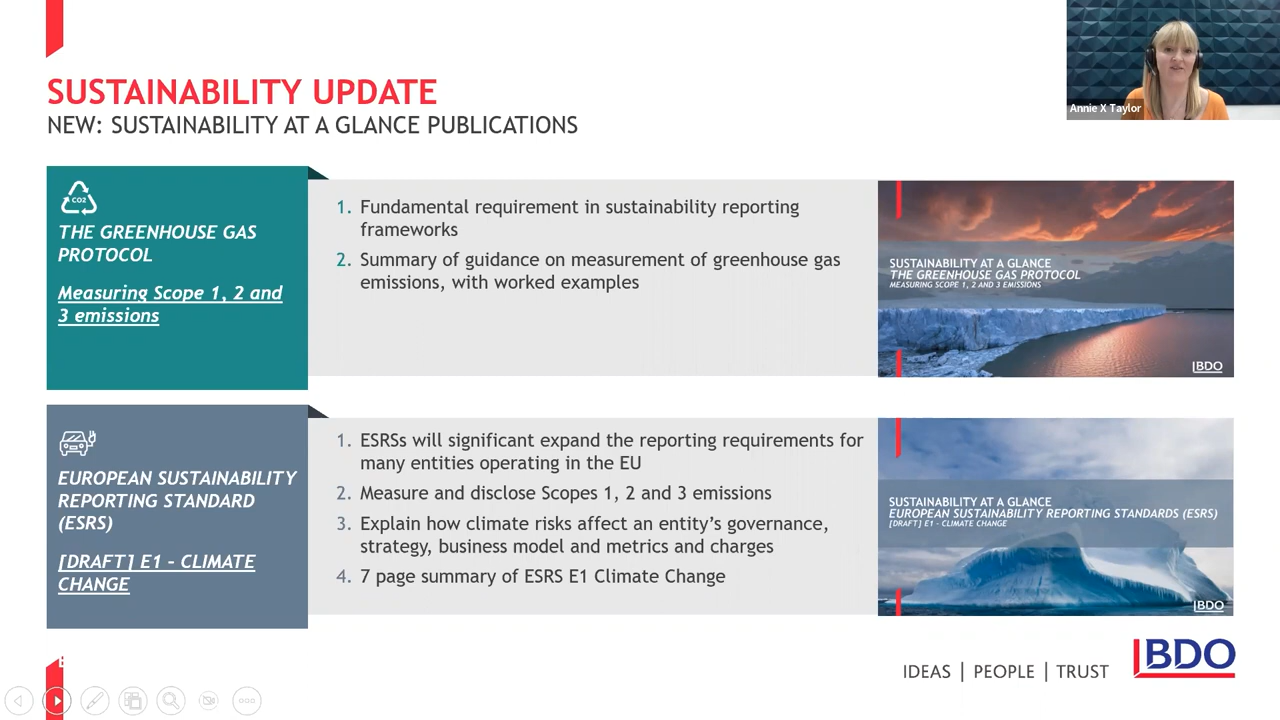 SUSTAINABILITY UPDATE
NEW: SUSTAINABILITY AT A GLANCE PUBLICATIONS
Annie X Taylor
CO2
THE GREENHOUSE GAS
PROTOCOL
Measuring Scope 1, 2 and
3 emissions
1. Fundamental requirement in sustainability reporting
frameworks
2. Summary of guidance on measurement of greenhouse gas
emissions, with worked examples
SUSTAINABILITY AT A GLANCE
THE GREENHOUSE GAS PROTOCOL
MEASURING SCOPE 1, 2 AND 3 EMISSIONS
BDO
EUROPEAN SUSTAINABILITY
REPORTING STANDARD
(ESRS)
[DRAFT] E1 - CLIMATE
CHANGE
1. ESRSs will significant expand the reporting requirements for
many entities operating in the EU
2. Measure and disclose Scopes 1, 2 and 3 emissions
3. Explain how climate risks affect an entity's governance,
strategy, business model and metrics and charges
4. 7 page summary of ESRS E1 Climate Change
SUSTAINABILITY AT A GLANCE
EUROPEAN SUSTAINABILITY REPORTING STANDARDS (ESRS)
[DRAFT] E1 - CLIMATE CHANGE
BDO
IDEAS | PEOPLE | TRUST
BDO